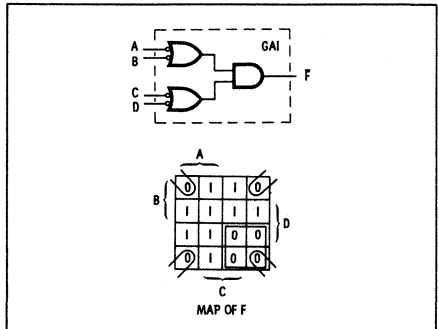 GAI
A
B
F̅
C
D
A
0 1 1 0
B
1 1 1 1
D
1 1 0 0
0 1 0 0
C
MAP OF F